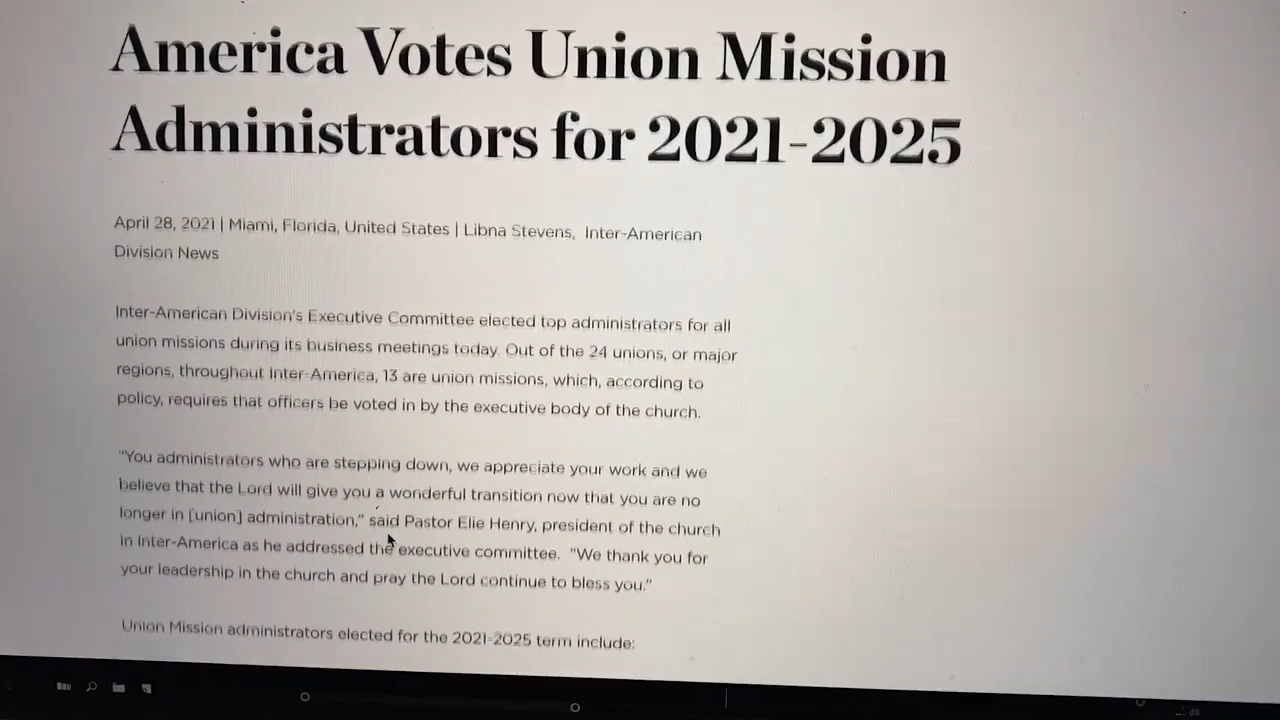 America Votes Union Mission
Administrators for 2021-2025
April 28, 2021 | Miami, Florida, United States | Libna Stevens,  Inter-American
Division News
Inter-American Division's Executive Committee elected top administrators for all
union missions during its business meetings today. Out of the 24 unions, or major
regions, throughout Inter-America, 13 are union missions, which, according to
policy, requires that officers be voted in by the executive body of the church.
"You administrators who are stepping down, we appreciate your work and we
believe that the Lord will give you a wonderful transition now that you are no
longer in [union] administration," said Pastor Elie Henry, president of the church
in Inter-America as he addressed the executive committee.  "We thank you for
your leadership in the church and pray the Lord continue to bless you."
Union Mission administrators elected for the 2021-2025 term include: